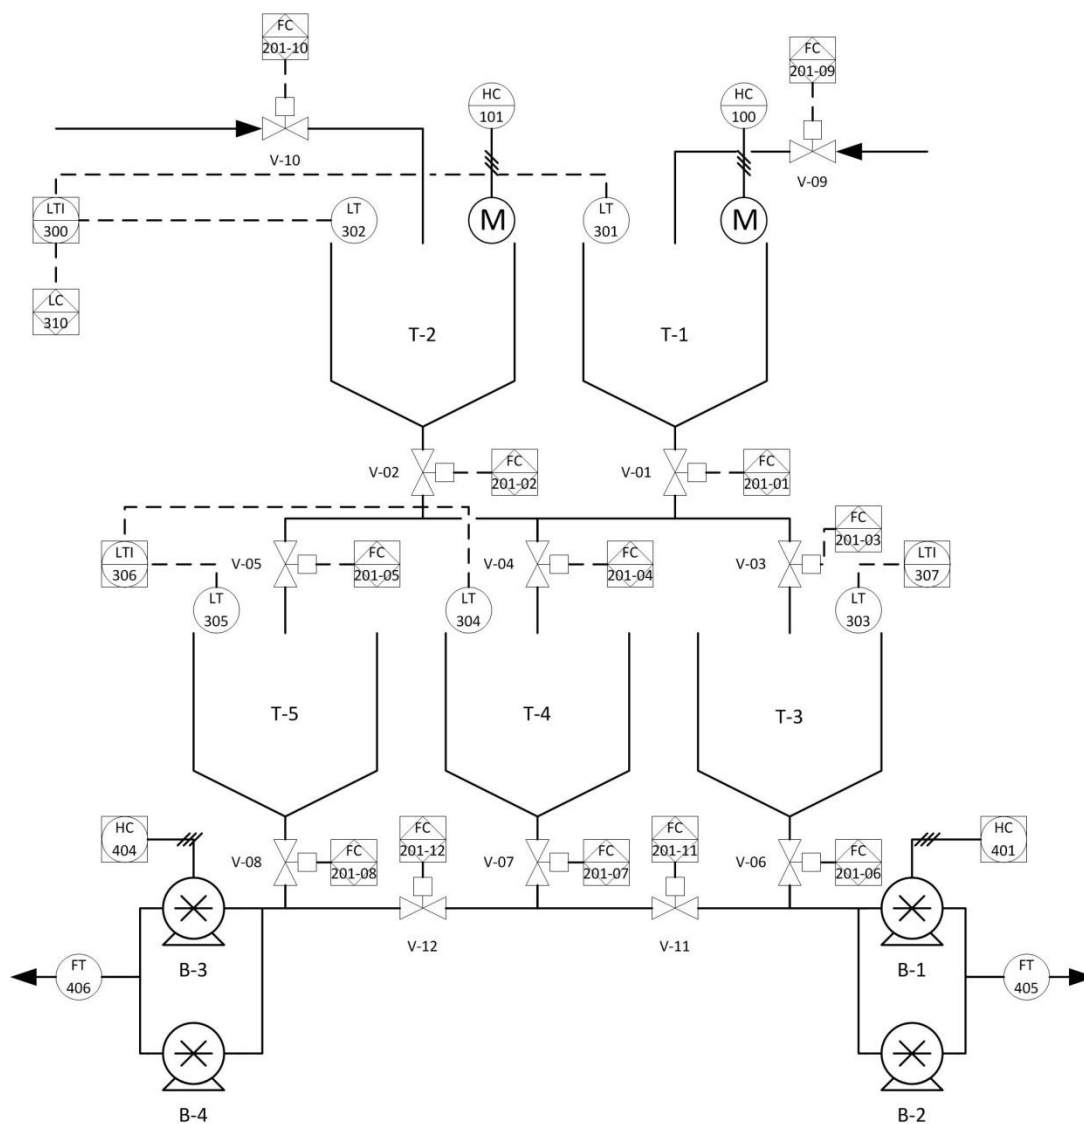 FC
201-10
FC
201-09
HC
101
HC
100
V-10
V-09
LTI
300
LT
302
M
LT
301
M
LC
310
T-2
T-1
V-02
FC
201-02
V-01
FC
201-01
FC
201-03
LTI
306
V-05
FC
201-05
V-04
FC
201-04
V-03
LTI
307
LT
305
LT
304
LT
303
T-5
T-4
T-3
HC
404
FC
201-12
FC
201-11
HC
401
V-08
FC
201-08
V-07
FC
201-07
V-06
FC
201-06
V-12
V-11
B-3
B-1
FT
406
FT
405
B-4
B-2